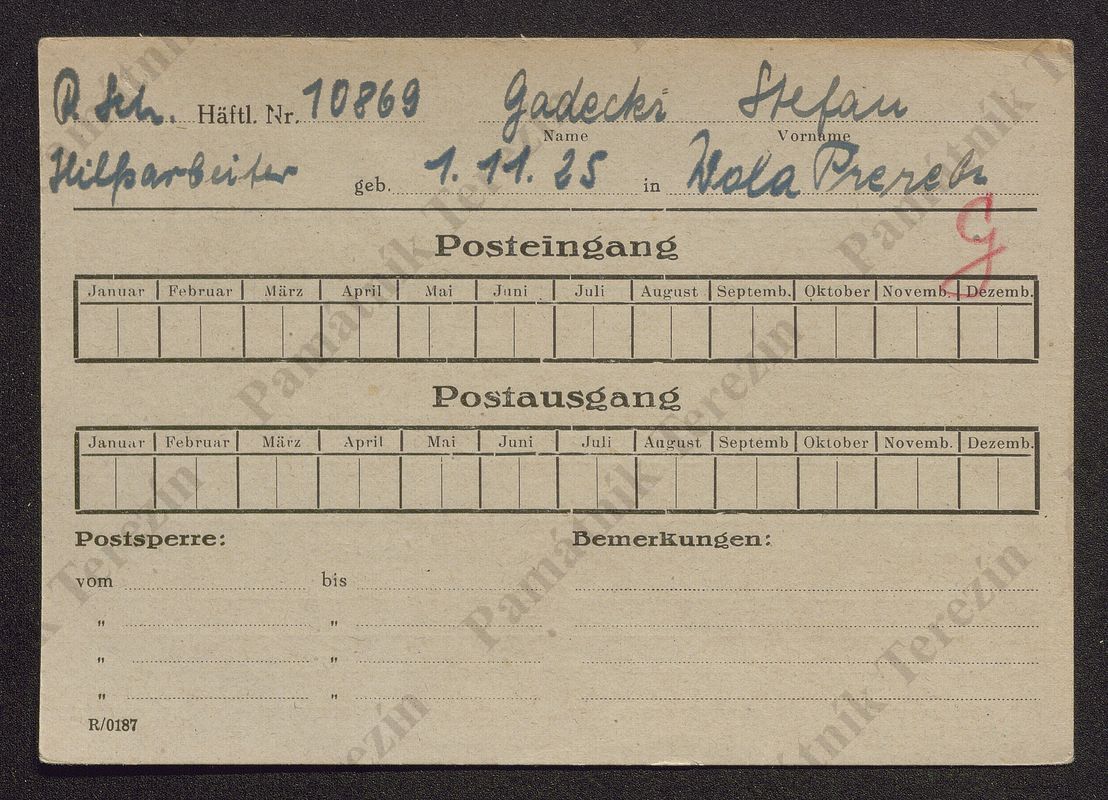 P. Sch. Häftl. Nr. 10869 Gadecki Stefan
Name Vorname
Hilfsarbeiter geb. 1. 11. 25 in Wola Prerech
G
Posteingang
Januar Februar März April Mai Juni Juli August Septemb. Oktober Novemb. Dezemb.
Postausgang
Januar Februar März April Mai Juni Juli August Septemb Oktober Novemb. Dezemb.
Postsperre: Bemerkungen:
vom bis
" "
" "
" "
R/0187
Památník Terezín